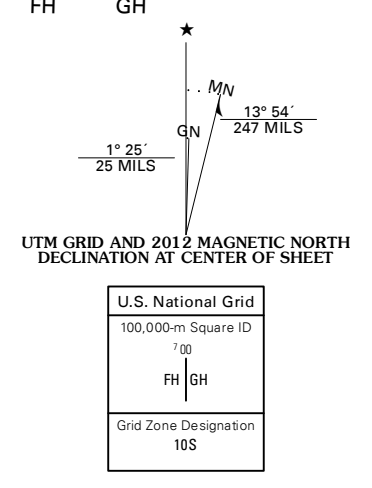 FH GH
★
MN
GN
13° 54´
247 MILS
1° 25´
25 MILS
UTM GRID AND 2012 MAGNETIC NORTH
DECLINATION AT CENTER OF SHEET
U.S. National Grid
100,000-m Square ID
7 00
FH GH
Grid Zone Designation
10S